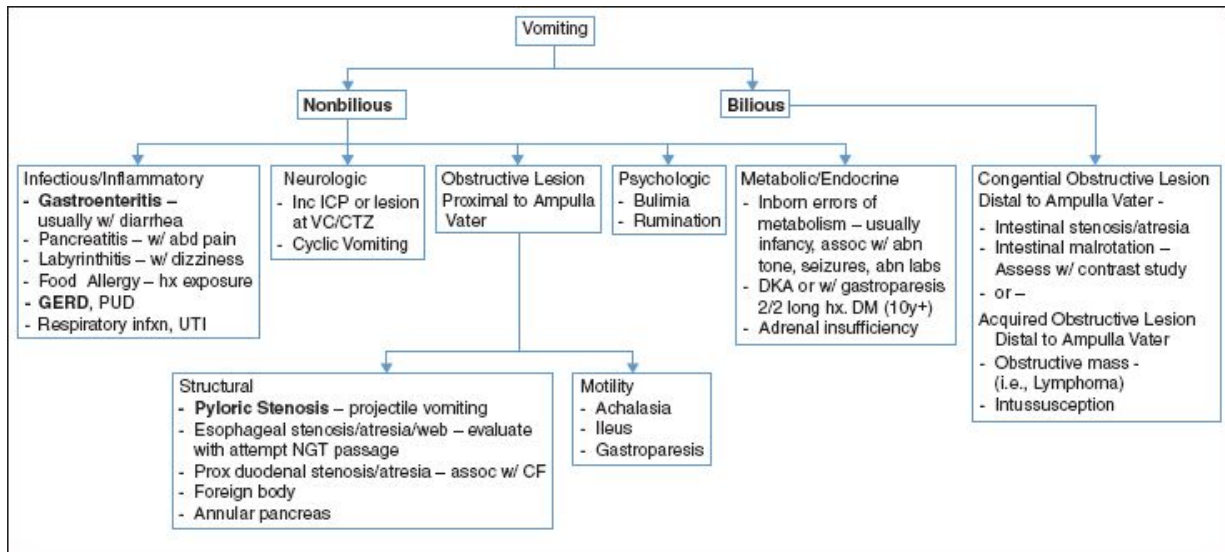 Vomiting
Nonbilious
Bilious
Infectious/Inflammatory
- Gastroenteritis –
usually w/ diarrhea
- Pancreatitis – w/ abd pain
- Labyrinthitis – w/ dizziness
- Food Allergy – hx exposure
- GERD, PUD
- Respiratory infxn, UTI
Neurologic
- Inc ICP or lesion
at VC/CTZ
- Cyclic Vomiting
Obstructive Lesion
Proximal to Ampulla
Vater
Psychologic
- Bulimia
- Rumination
Metabolic/Endocrine
- Inborn errors of
metabolism – usually
infancy, assoc w/ abn
tone, seizures, abn labs
- DKA or w/ gastroparesis
2/2 long hx. DM (10y+)
- Adrenal insufficiency
Congential Obstructive Lesion
Distal to Ampulla Vater -
- Intestinal stenosis/atresia
- Intestinal malrotation –
Assess w/ contrast study
- or –
Acquired Obstructive Lesion
Distal to Ampulla Vater
- Obstructive mass -
(i.e., Lymphoma)
- Intussusception
Structural
- Pyloric Stenosis – projectile vomiting
- Esophageal stenosis/atresia/web – evaluate
with attempt NGT passage
- Prox duodenal stenosis/atresia – assoc w/ CF
- Foreign body
- Annular pancreas
Motility
- Achalasia
- Ileus
- Gastroparesis